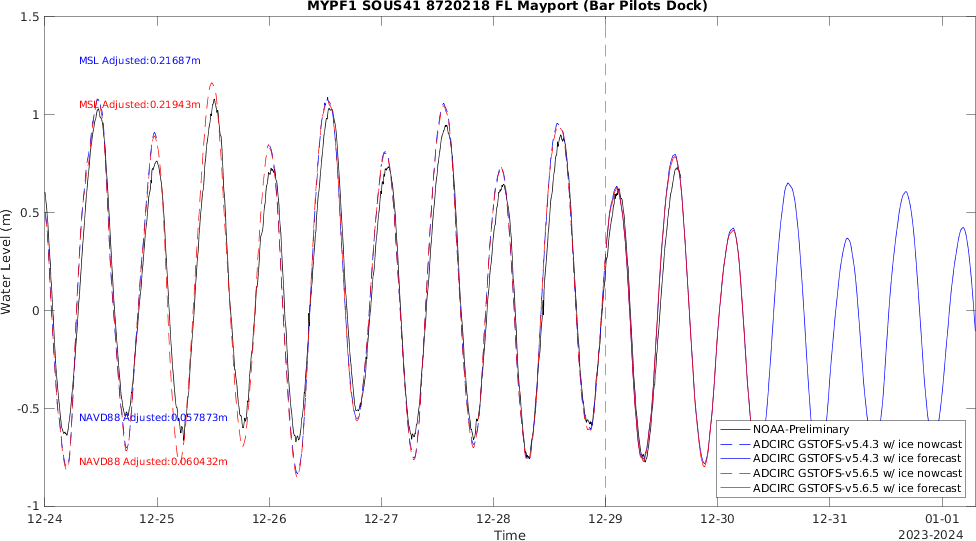 MYPF1 SOUS41 8720218 FL Mayport (Bar Pilots Dock)
1.5
1
0.5
0
-0.5
-1
Water Level (m)
MSL Adjusted:0.21687m
MSL Adjusted:0.21943m
NAVD88 Adjusted:0.057873m
NAVD88 Adjusted:0.060432m
NOAA-Preliminary
ADCIRC GSTOFS-v5.4.3 w/ ice nowcast
ADCIRC GSTOFS-v5.4.3 w/ ice forecast
ADCIRC GSTOFS-v5.6.5 w/ ice nowcast
ADCIRC GSTOFS-v5.6.5 w/ ice forecast
12-24 12-25 12-26 12-27 12-28 12-29 12-30 12-31 01-01
Time
2023-2024